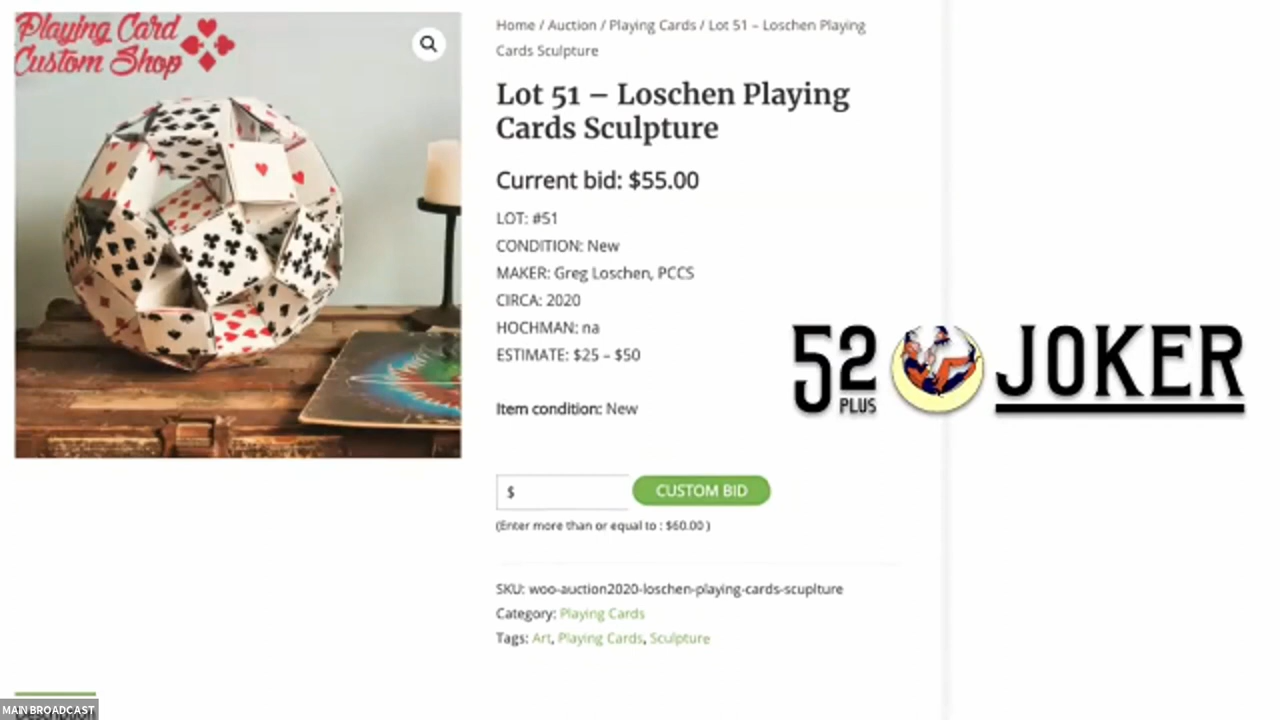 Playing Card
Custom Shop
Home / Auction / Playing Cards / Lot 51 – Loschen Playing
Cards Sculpture
Lot 51 – Loschen Playing
Cards Sculpture
Current bid: $55.00
LOT: #51
CONDITION: New
MAKER: Greg Loschen, PCCS
CIRCA: 2020
HOCHMAN: na
ESTIMATE: $25 – $50
Item condition: New
$
CUSTOM BID
(Enter more than or equal to : $60.00 )
SKU: woo-auction2020-loschen-playing-cards-scuplture
Category: Playing Cards
Tags: Art, Playing Cards, Sculpture
52
PLUS
JOKER
MAIN BROADCAST
Description